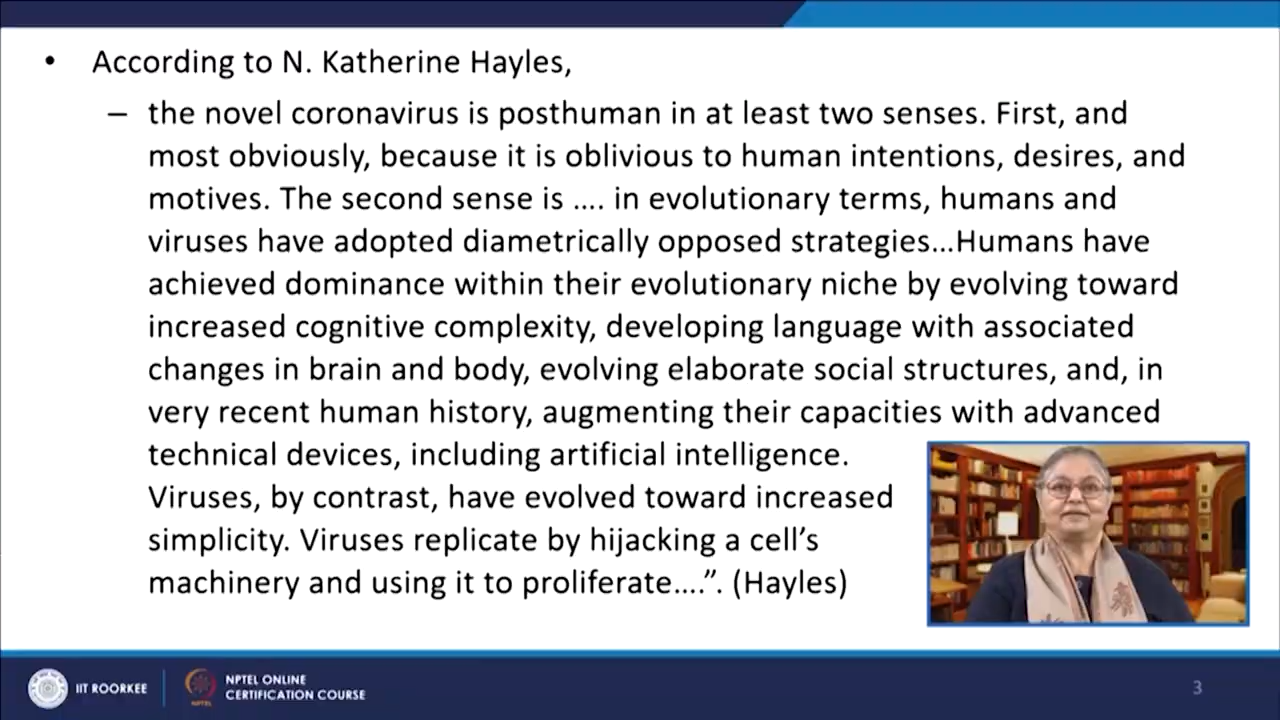 • According to N. Katherine Hayles,
– the novel coronavirus is posthuman in at least two senses. First, and
most obviously, because it is oblivious to human intentions, desires, and
motives. The second sense is .... in evolutionary terms, humans and
viruses have adopted diametrically opposed strategies...Humans have
achieved dominance within their evolutionary niche by evolving toward
increased cognitive complexity, developing language with associated
changes in brain and body, evolving elaborate social structures, and, in
very recent human history, augmenting their capacities with advanced
technical devices, including artificial intelligence.
Viruses, by contrast, have evolved toward increased
simplicity. Viruses replicate by hijacking a cell’s
machinery and using it to proliferate....”. (Hayles)
IIT ROORKEE
NPTEL
NPTEL ONLINE
CERTIFICATION COURSE
3